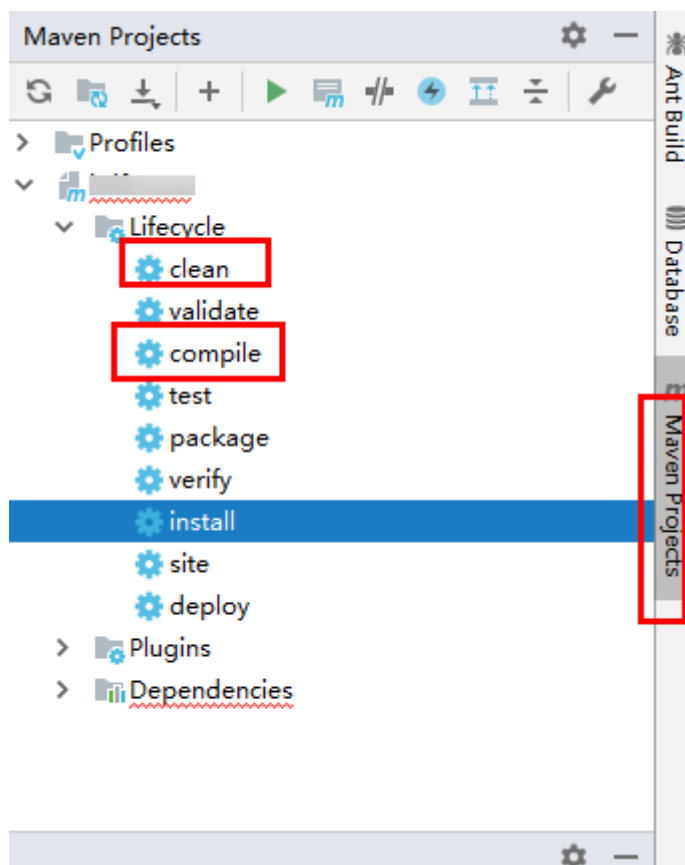 Maven Projects
Profiles
Lifecycle
clean
validate
compile
test
package
verify
install
site
deploy
Plugins
Dependencies
Ant Build
Database
Maven Projects